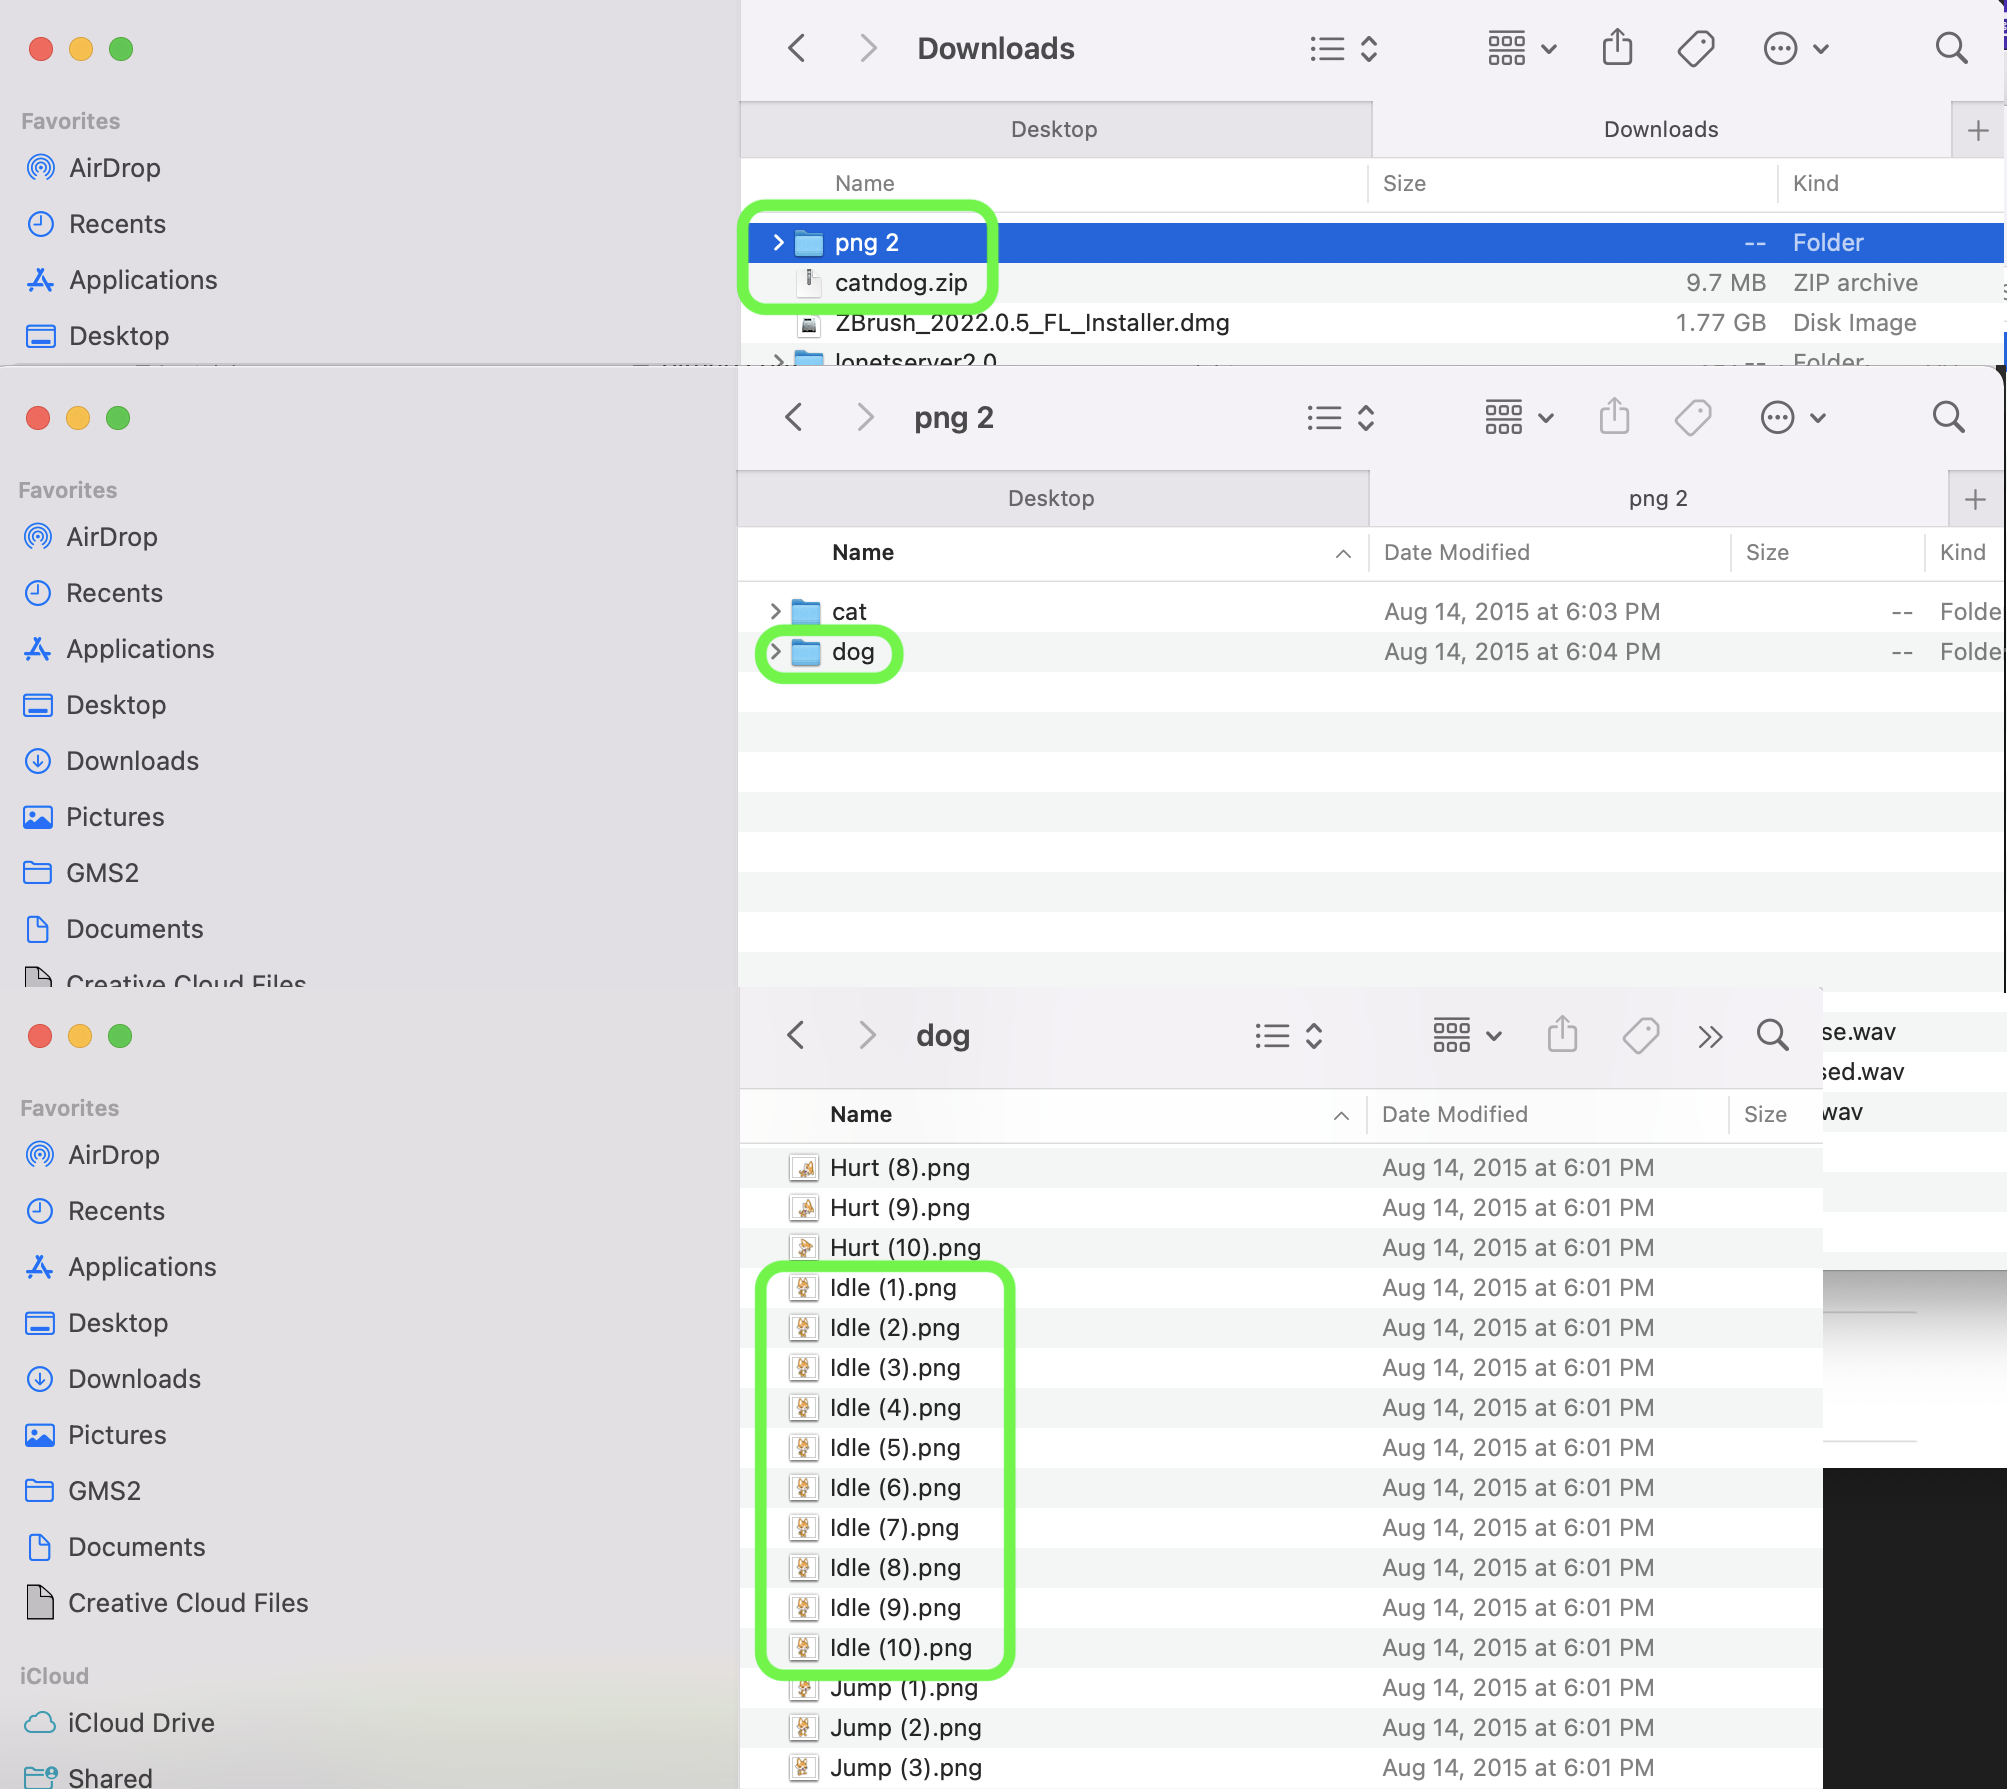 Downloads
Favorites
AirDrop
Recents
Applications
Desktop
Desktop Downloads
Name Size Kind
png 2 -- Folder
catndog.zip 9.7 MB ZIP archive
ZBrush_2022.0.5_FL_Installer.dmg 1.77 GB Disk Image
lonetserver2.0 -- Folder
png 2
Favorites
AirDrop
Recents
Applications
Desktop
Downloads
Pictures
GMS2
Documents
Creative Cloud Files
Desktop png 2
Name Date Modified Size Kind
cat Aug 14, 2015 at 6:03 PM -- Folde
dog Aug 14, 2015 at 6:04 PM -- Folde
dog
Favorites
AirDrop
Recents
Applications
Desktop
Downloads
Pictures
GMS2
Documents
Creative Cloud Files
iCloud
iCloud Drive
Shared
Name Date Modified Size
Hurt (8).png Aug 14, 2015 at 6:01 PM
Hurt (9).png Aug 14, 2015 at 6:01 PM
Hurt (10).png Aug 14, 2015 at 6:01 PM
Idle (1).png Aug 14, 2015 at 6:01 PM
Idle (2).png Aug 14, 2015 at 6:01 PM
Idle (3).png Aug 14, 2015 at 6:01 PM
Idle (4).png Aug 14, 2015 at 6:01 PM
Idle (5).png Aug 14, 2015 at 6:01 PM
Idle (6).png Aug 14, 2015 at 6:01 PM
Idle (7).png Aug 14, 2015 at 6:01 PM
Idle (8).png Aug 14, 2015 at 6:01 PM
Idle (9).png Aug 14, 2015 at 6:01 PM
Idle (10).png Aug 14, 2015 at 6:01 PM
Jump (1).png Aug 14, 2015 at 6:01 PM
Jump (2).png Aug 14, 2015 at 6:01 PM
Jump (3).png Aug 14, 2015 at 6:01 PM
se.wav
sed.wav
wav